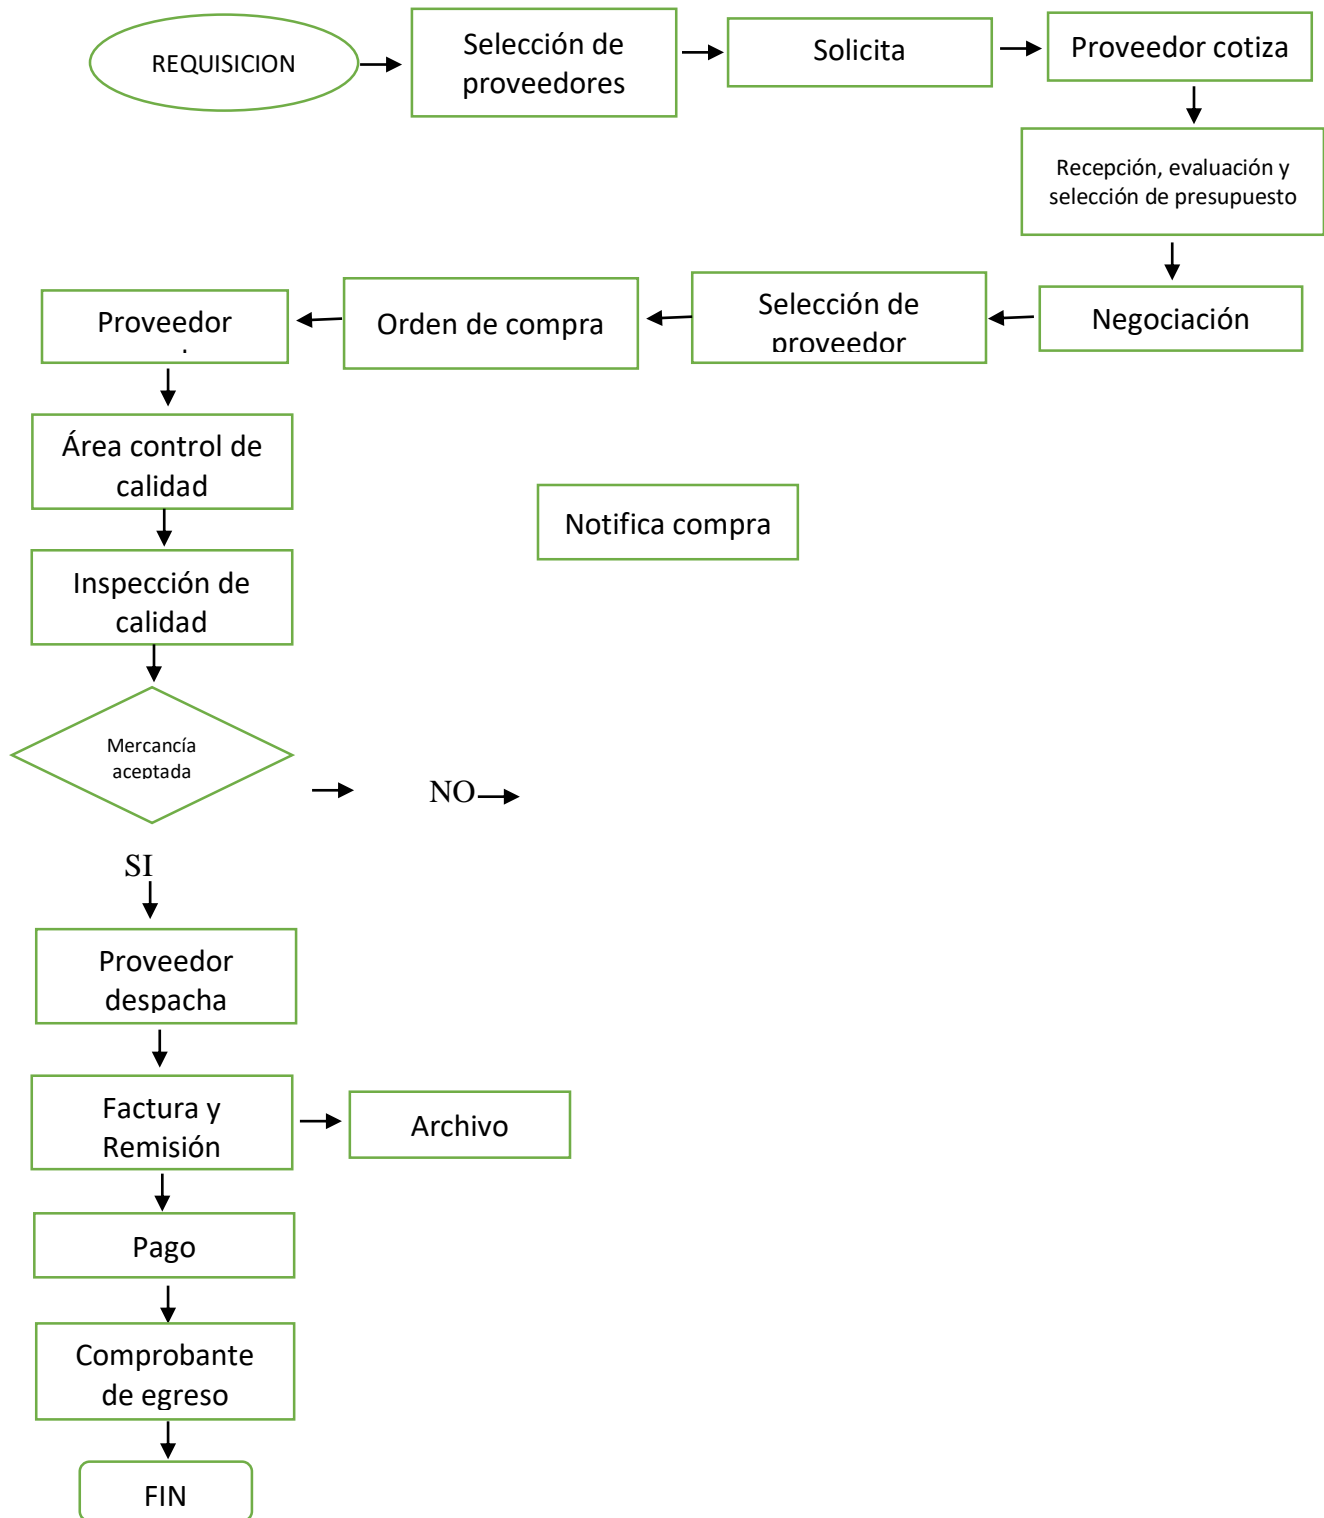 REQUISICION
Selección de
proveedores
Solicita
Proveedor cotiza
Recepción, evaluación y
selección de presupuesto
Negociación
Selección de
proveedor
Orden de compra
Proveedor
Área control de
calidad
Notifica compra
Inspección de
calidad
Mercancía
aceptada
NO
SI
Proveedor
despacha
Factura y
Remisión
Archivo
Pago
Comprobante
de egreso
FIN